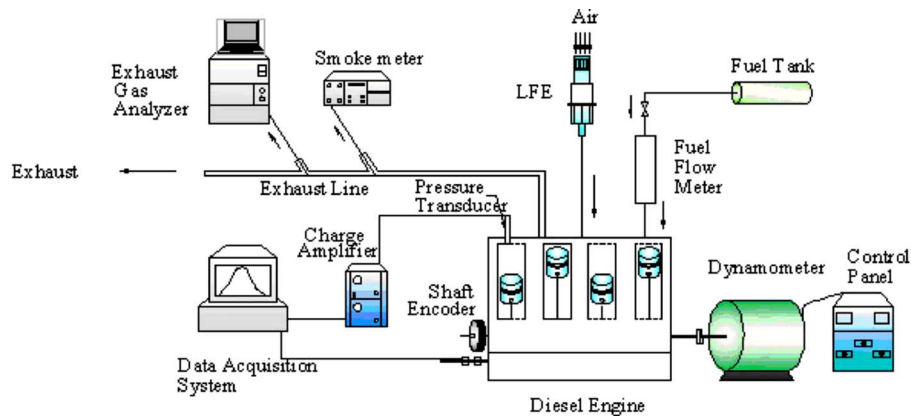 Air
Smoke meter
Fuel Tank
Exhaust
Gas
Analyzer
LFE
Fuel
Flow
Meter
Exhaust
Exhaust Line
Pressure
Transducer
Charge
Amplifier
Control
Panel
Dynamometer
Shaft
Encoder
Data Acquisition
System
Diesel Engine